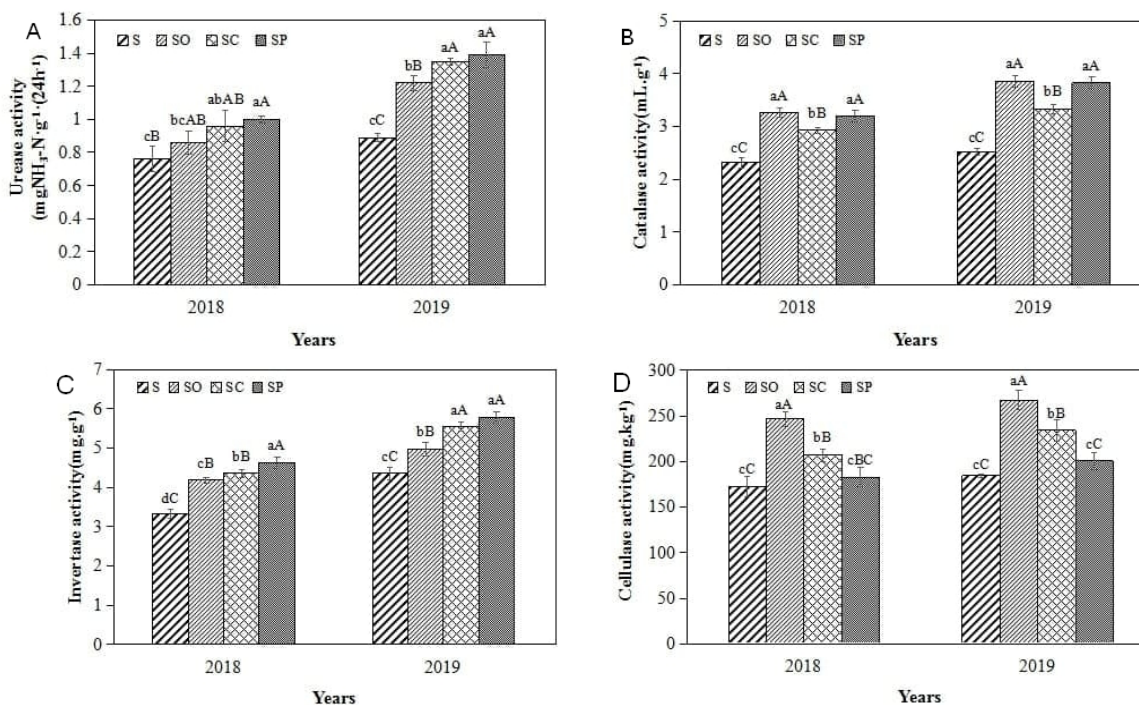 A
Urease activity
(mgNH₃-N·g⁻¹·(24h⁻¹)
1.6
1.4
1.2
1
0.8
0.6
0.4
0.2
0
S SO SC SP
cB bcAB abAB aA
cC bB aA aA
2018 2019
Years
B
Catalase activity(mL.g¹)
5
4
3
2
1
0
S SO SC SP
cC aA bB aA
cC aA bB aA
2018 2019
Years
C
Invertase activity(mg.g¹)
7
6
5
4
3
2
1
0
S SO SC SP
dC cB bB aA
cC bB aA aA
2018 2019
Years
D
Cellulase activity(mg.kg¹)
300
250
200
150
100
50
0
S SO SC SP
cC aA bB cBC
cC aA bB cC
2018 2019
Years